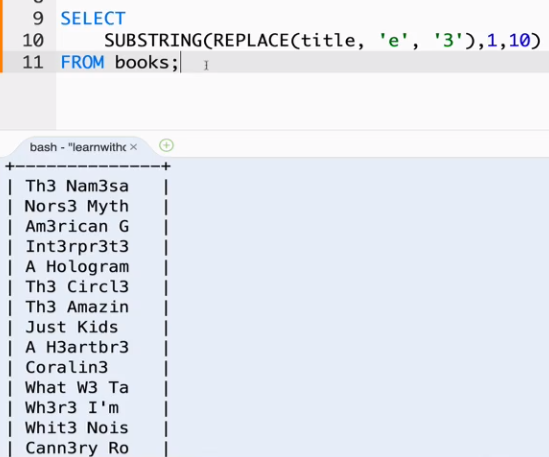 9 SELECT
10 SUBSTRING(REPLACE(title, 'e', '3'),1,10)
11 FROM books;
bash - "learnwithc
+--------------+
| Th3 Nam3sa |
| Nors3 Myth |
| Am3rican G |
| Int3rpr3t3 |
| A Hologram |
| Th3 Circl3 |
| Th3 Amazin |
| Just Kids |
| A H3artbr3 |
| Coralin3 |
| What W3 Ta |
| Wh3r3 I'm |
| Whit3 Nois |
| Cann3ry Ro |